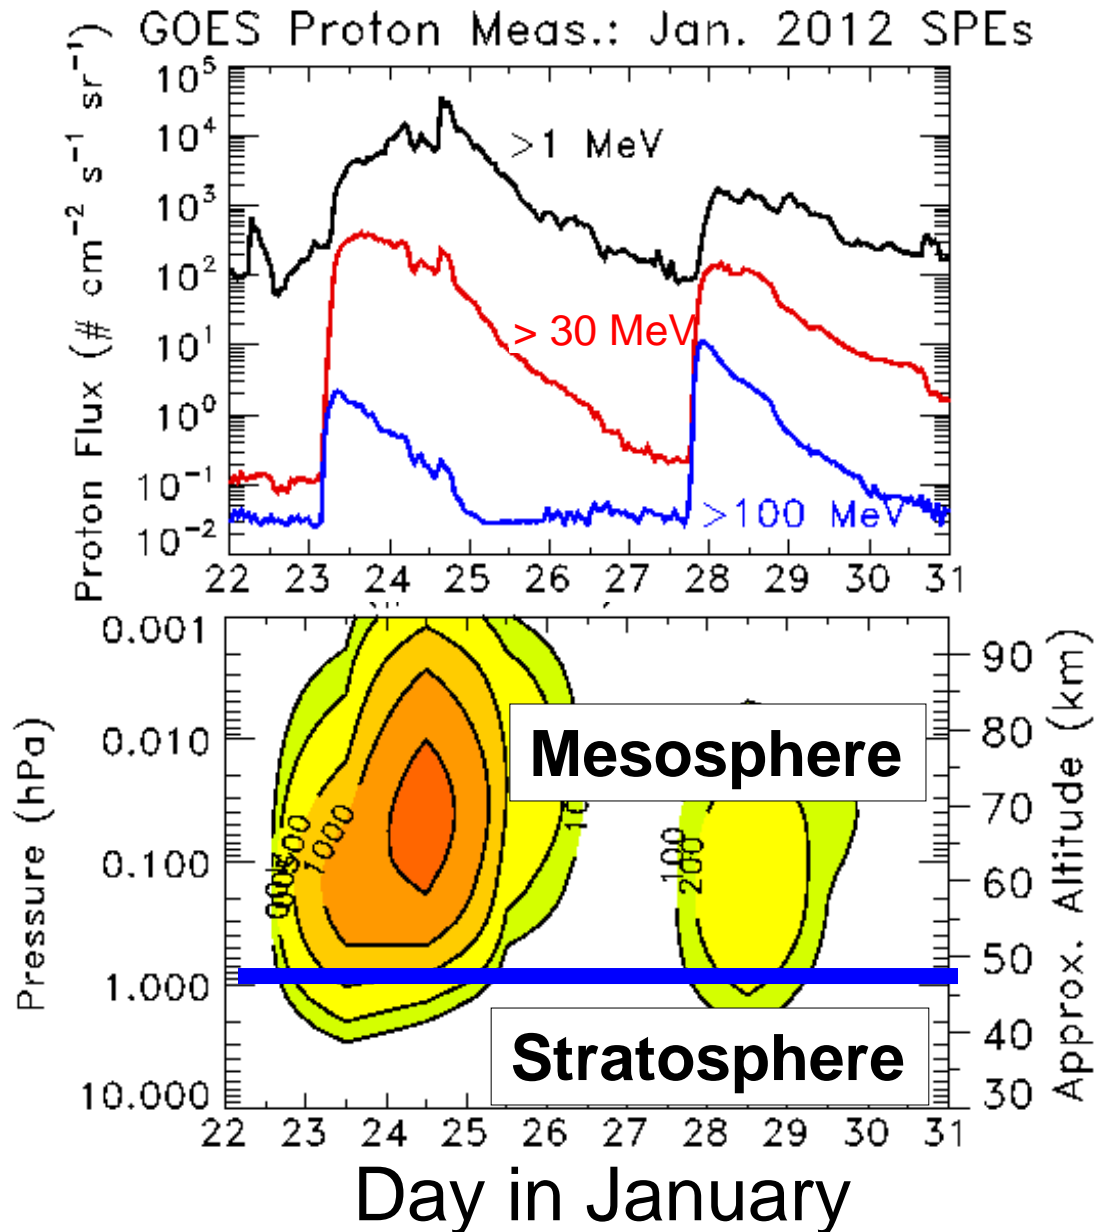 GOES Proton Meas.: Jan. 2012 SPEs
Proton Flux (# cm⁻² s⁻¹ sr⁻¹)
10⁵
10⁴
10³
10²
10¹
10⁰
10⁻¹
10⁻²
>1 MeV
> 30 MeV
>100 MeV
22 23 24 25 26 27 28 29 30 31
Pressure (hPa)
0.001
0.010
0.100
1.000
10.000
1000
100
200
Mesosphere
Stratosphere
90
80
70
60
50
40
30
Approx. Altitude (km)
22 23 24 25 26 27 28 29 30 31
Day in January